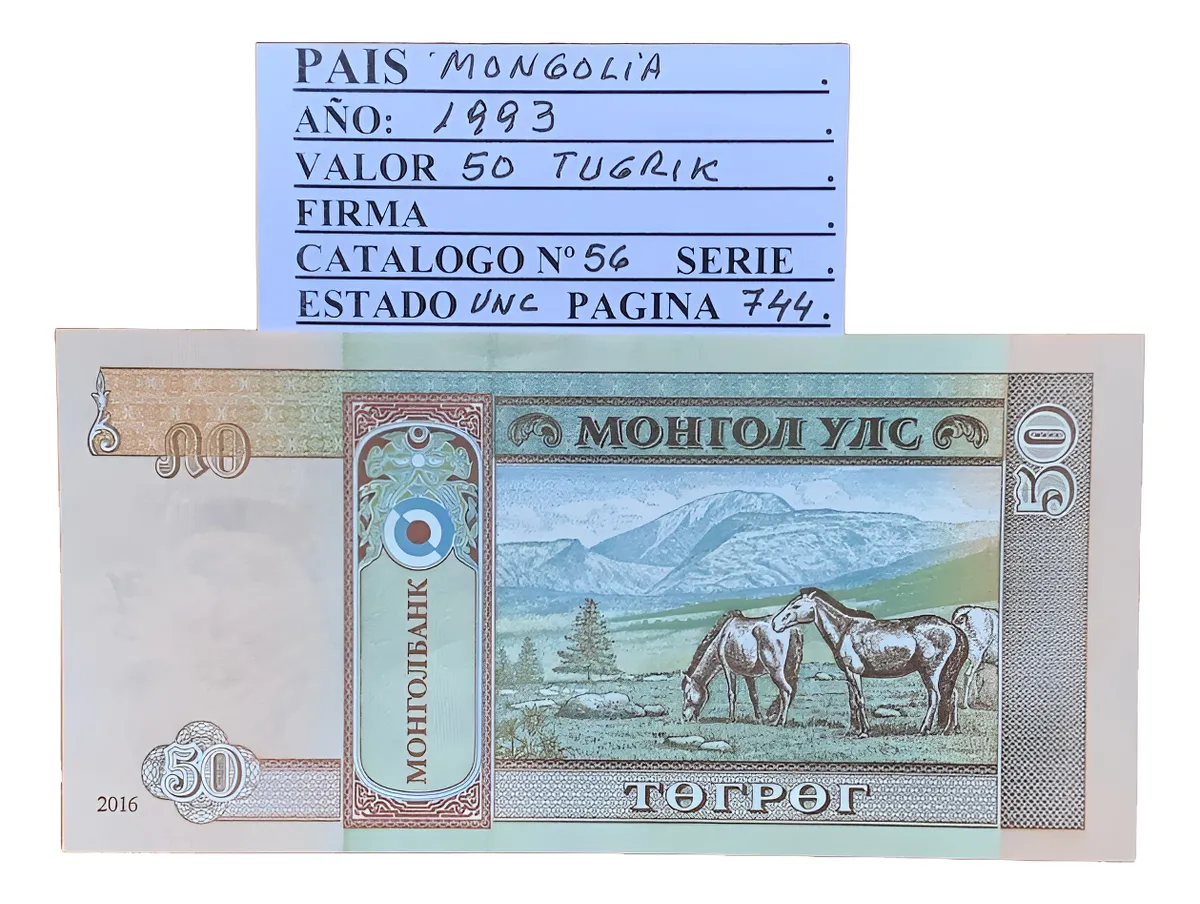 PAIS MONGOLIA .
AÑO: 1993 .
VALOR 50 TUGRIK .
FIRMA .
CATALOGO Nº 56 SERIE .
ESTADO UNC PAGINA 744.
МОНГОЛ УЛС
50
МОНГОЛБАНК
50
2016
ТӨГРӨГ